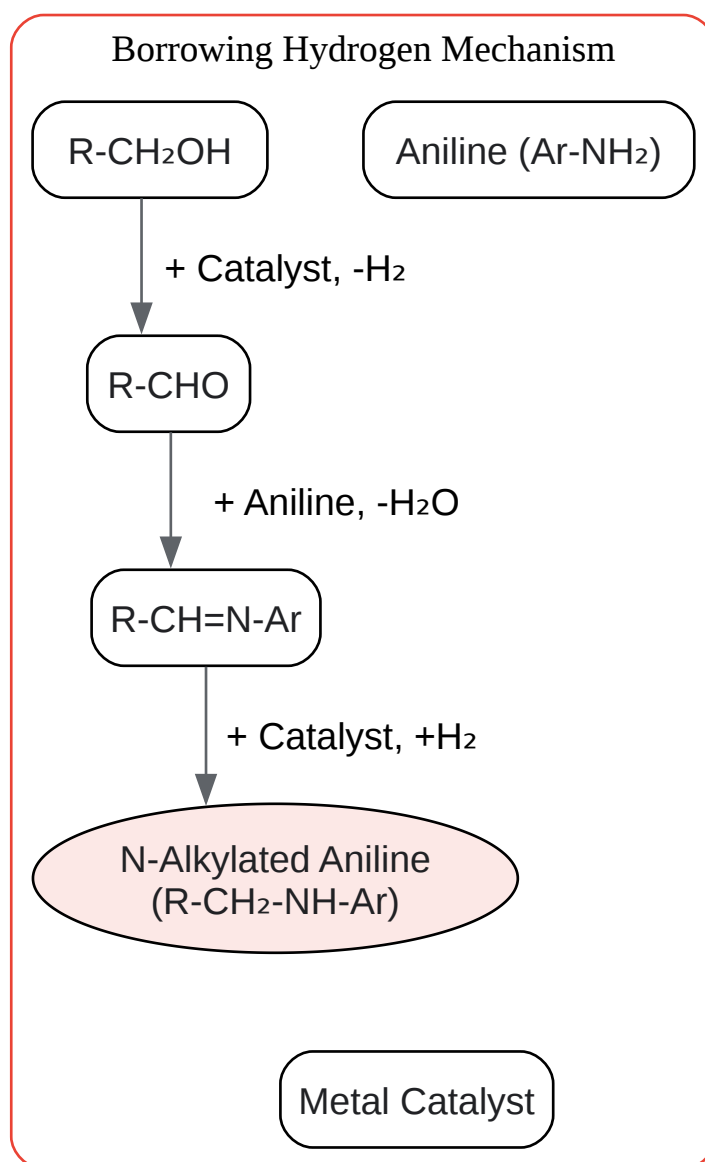 Borrowing Hydrogen Mechanism
R-CH₂OH
Aniline (Ar-NH₂)
+ Catalyst, -H₂
R-CHO
+ Aniline, -H₂O
R-CH=N-Ar
+ Catalyst, +H₂
N-Alkylated Aniline
(R-CH₂-NH-Ar)
Metal Catalyst